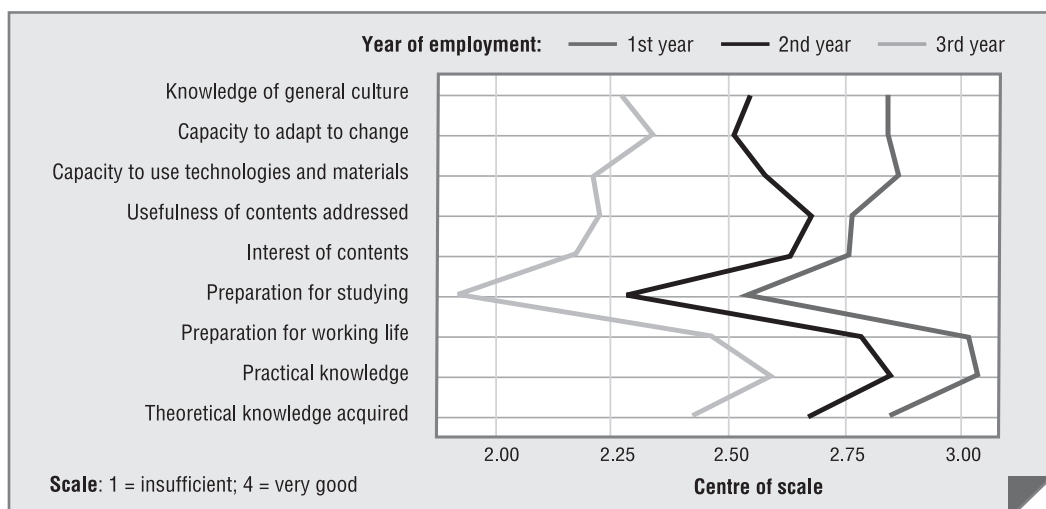 Year of employment: 1st year 2nd year 3rd year
Knowledge of general culture
Capacity to adapt to change
Capacity to use technologies and materials
Usefulness of contents addressed
Interest of contents
Preparation for studying
Preparation for working life
Practical knowledge
Theoretical knowledge acquired
2.00 2.25 2.50 2.75 3.00
Scale: 1 = insufficient; 4 = very good Centre of scale